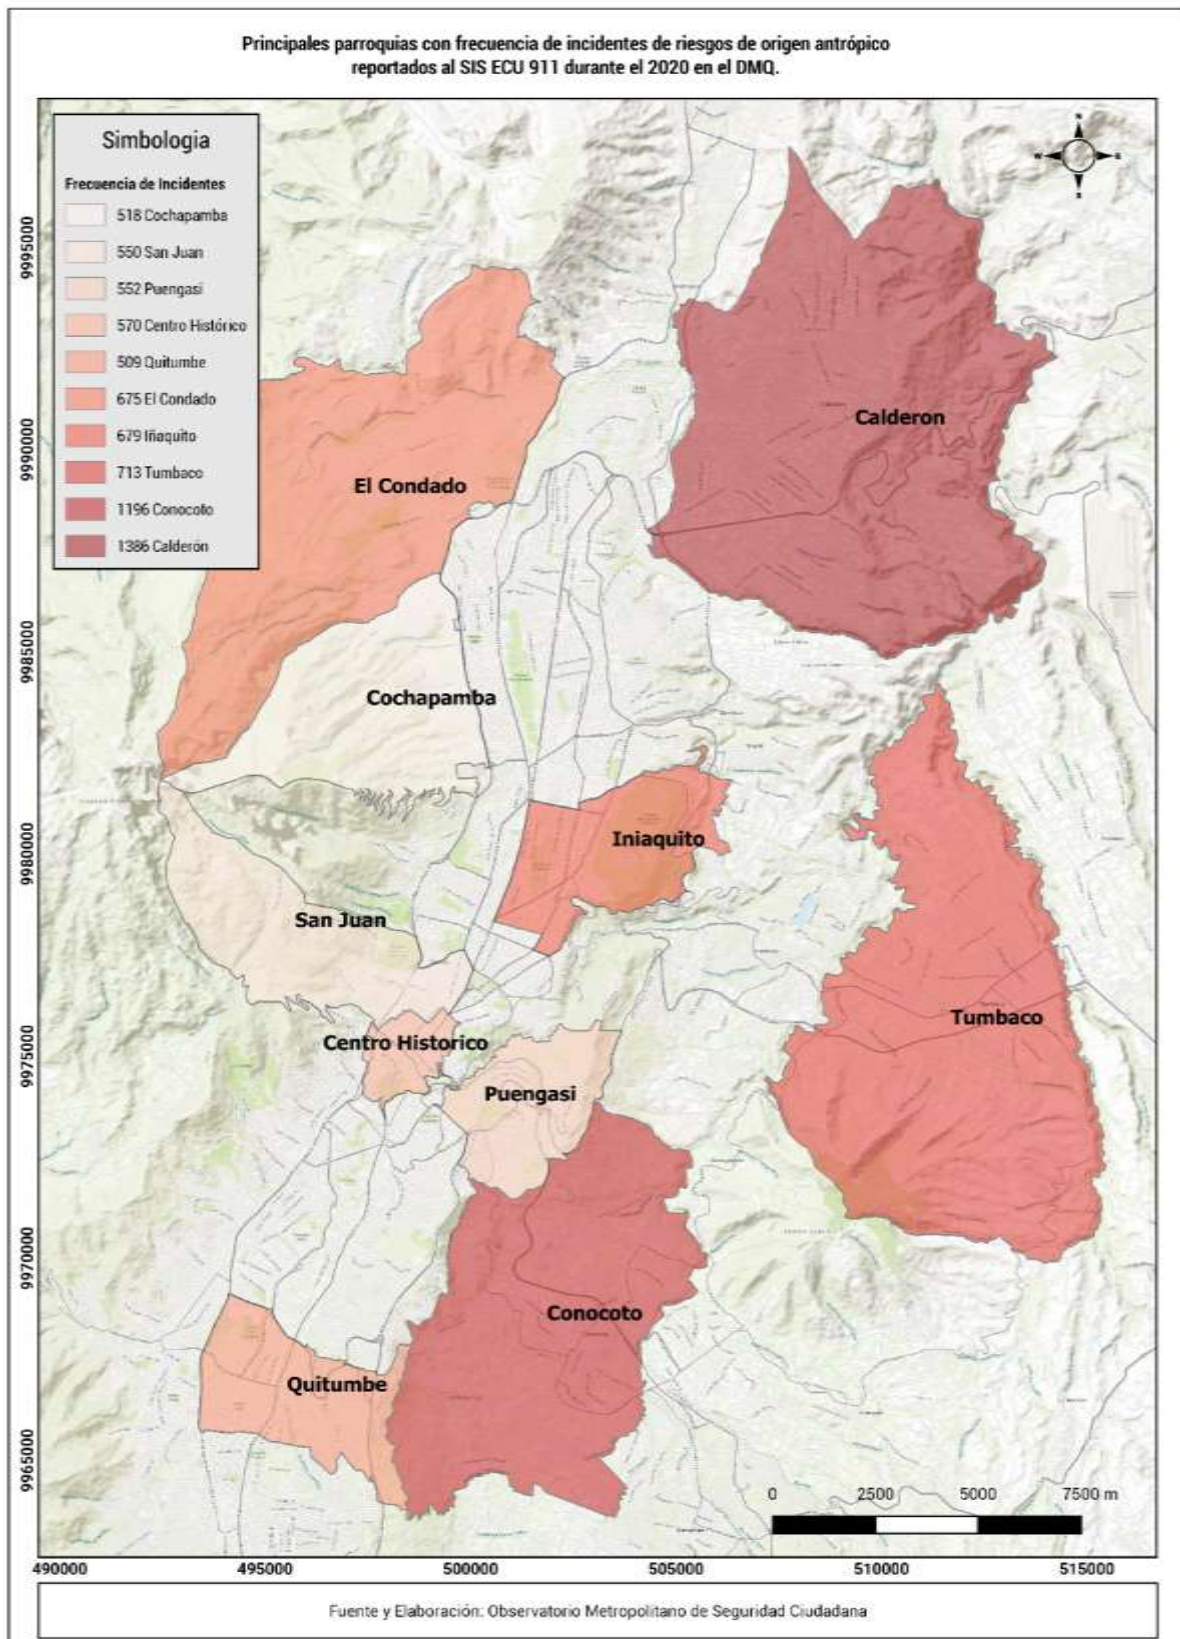 Principales parroquias con frecuencia de incidentes de riesgos de origen antrópico
reportados al SIS ECU 911 durante el 2020 en el DMQ.
Simbologia
Frecuencia de Incidentes
518 Cochapamba
550 San Juan
552 Puengasi
570 Centro Histórico
509 Quitumbe
675 El Condado
679 Iñaquito
713 Tumbaco
1196 Conocoto
1386 Calderón
N
W
E
S
9995000
9990000
9985000
9980000
9975000
9970000
9965000
Calderon
El Condado
Cochapamba
Iniaquito
San Juan
Tumbaco
Centro Historico
Puengasi
Conocoto
Quitumbe
0 2500 5000 7500 m
490000 495000 500000 505000 510000 515000
Fuente y Elaboración: Observatorio Metropolitano de Seguridad Ciudadana